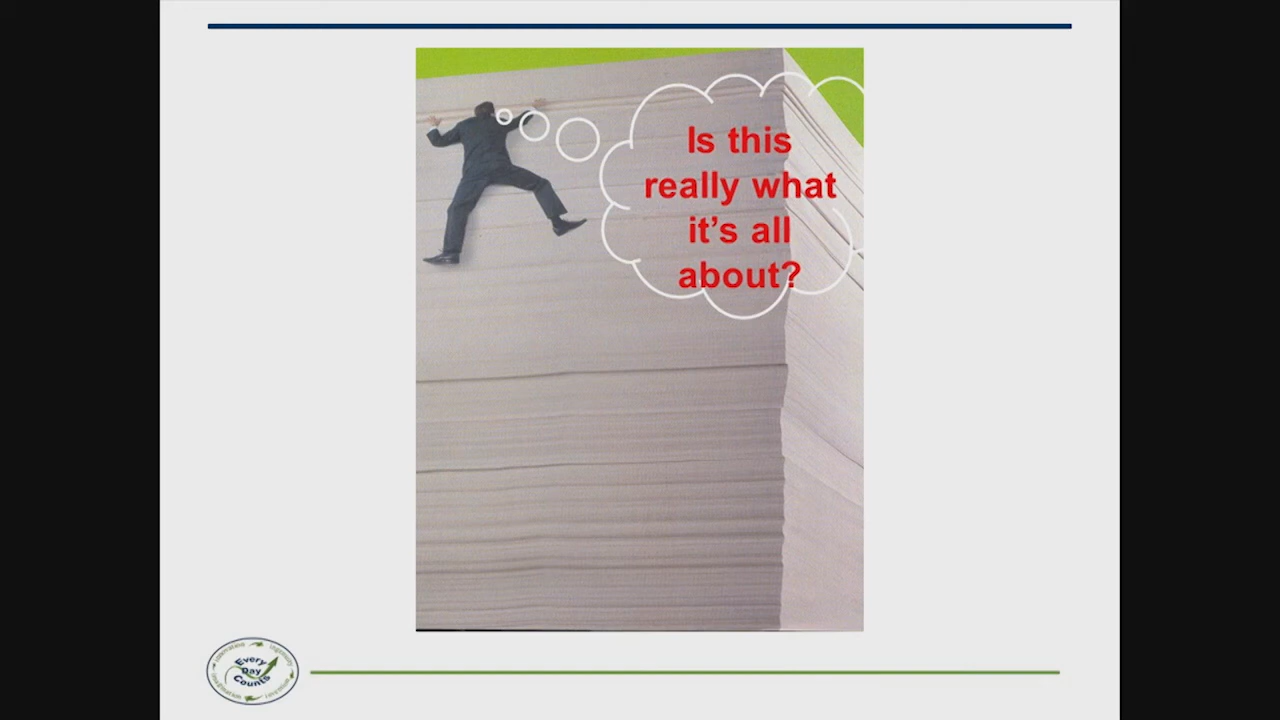 Is this
really what
it's all
about?
Every
Day
Counts